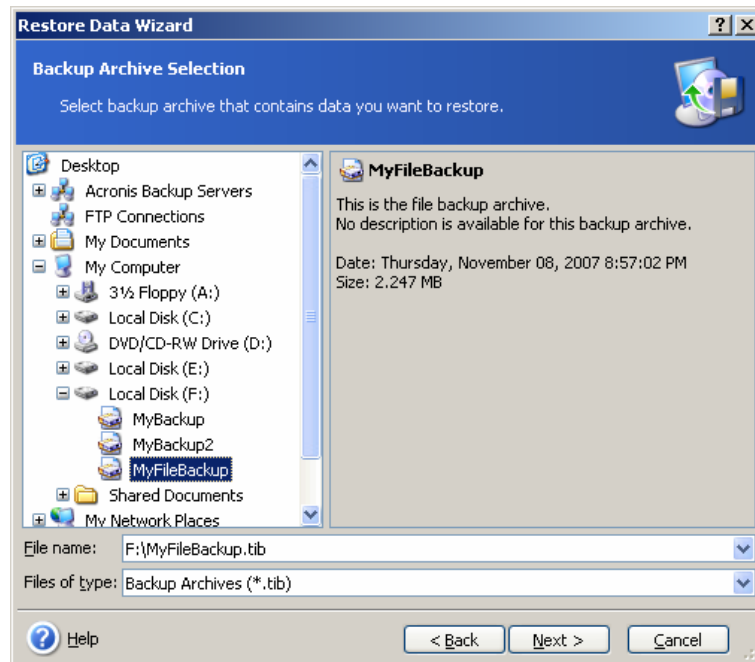 Restore Data Wizard
Backup Archive Selection
Select backup archive that contains data you want to restore.
Desktop
Acronis Backup Servers
FTP Connections
My Documents
My Computer
3½ Floppy (A:)
Local Disk (C:)
DVD/CD-RW Drive (D:)
Local Disk (E:)
Local Disk (F:)
MyBackup
MyBackup2
MyFileBackup
Shared Documents
My Network Places
MyFileBackup
This is the file backup archive.
No description is available for this backup archive.
Date: Thursday, November 08, 2007 8:57:02 PM
Size: 2.247 MB
File name: F:\MyFileBackup.tib
Files of type: Backup Archives (*.tib)
Help < Back Next > Cancel